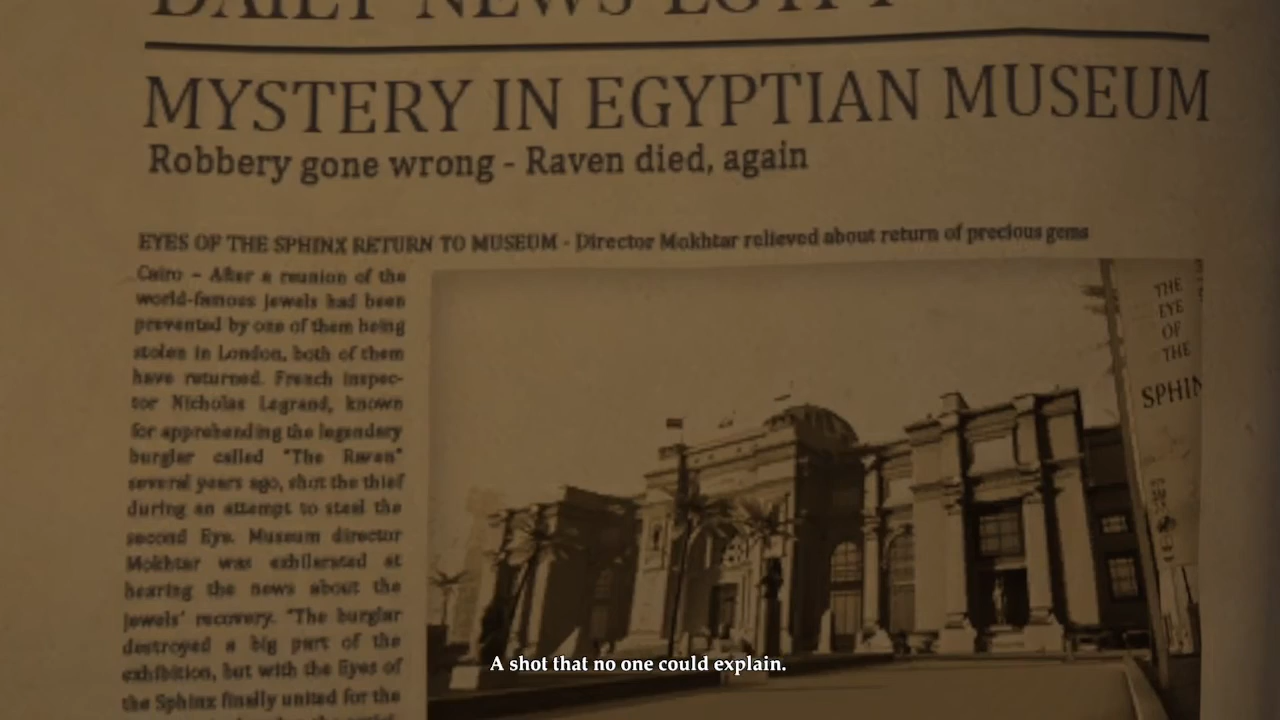 DAILY NEWS EGYPT
MYSTERY IN EGYPTIAN MUSEUM
Robbery gone wrong - Raven died, again
EYES OF THE SPHINX RETURN TO MUSEUM - Director Mokhtar relieved about return of precious gems
Cairo - After a reunion of the
world-famous jewels had been
prevented by one of them being
stolen in London, both of them
have returned. French inspec-
tor Nicholas Legrand, known
for apprehending the legendary
burglar called "The Raven"
several years ago, shot the thief
during an attempt to steal the
second Eye. Museum director
Mokhtar was exhilerated at
hearing the news about the
jewels' recovery. "The burglar
destroyed a big part of the
exhibition, but with the Eyes of
the Sphinx finally united for the
THE
EYE
OF
THE
SPHIN
A shot that no one could explain.